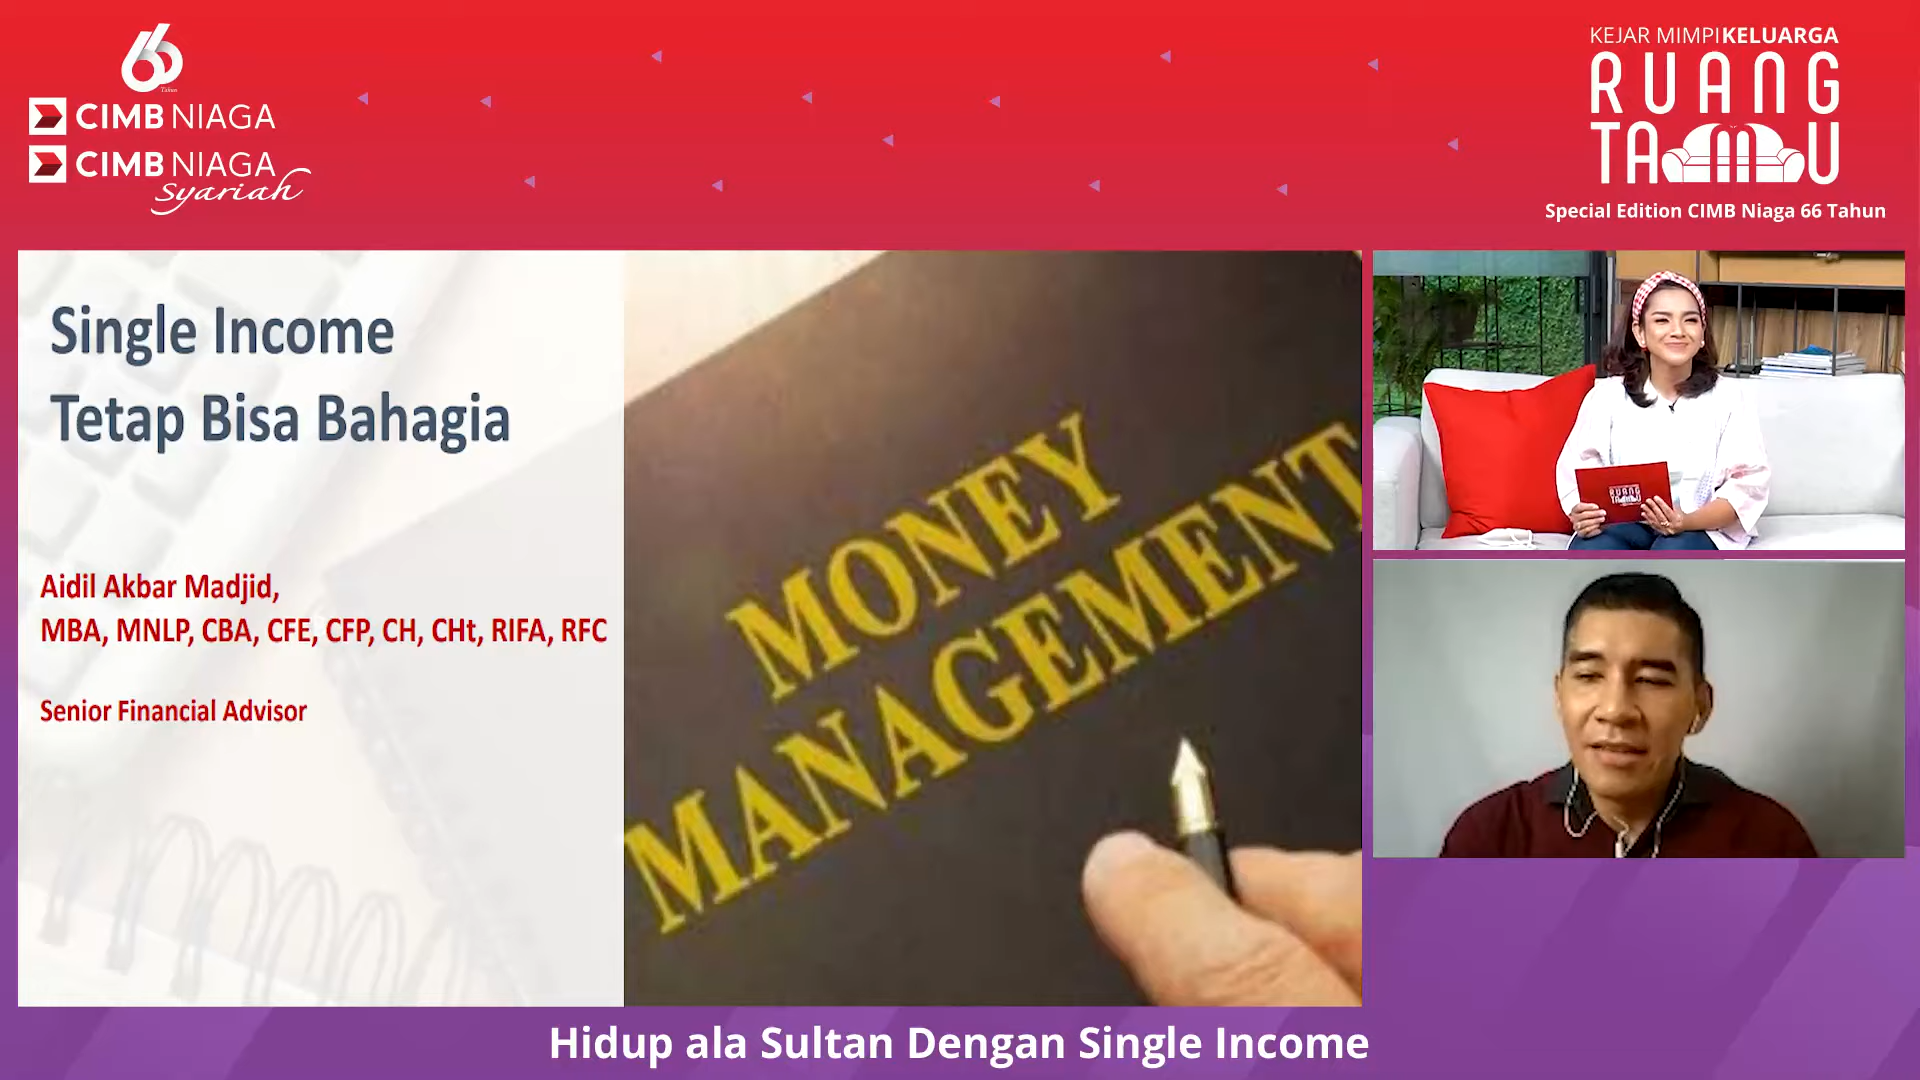 66
Tahun
CIMB NIAGA
CIMB NIAGA
syariah
KEJAR MIMPI KELUARGA
RUANG
TAMU
Special Edition CIMB Niaga 66 Tahun
Single Income
Tetap Bisa Bahagia
Aidil Akbar Madjid,
MBA, MNLP, CBA, CFE, CFP, CH, CHt, RIFA, RFC
Senior Financial Advisor
MONEY
MANAGEMENT
RUANG
TAMU
Hidup ala Sultan Dengan Single Income